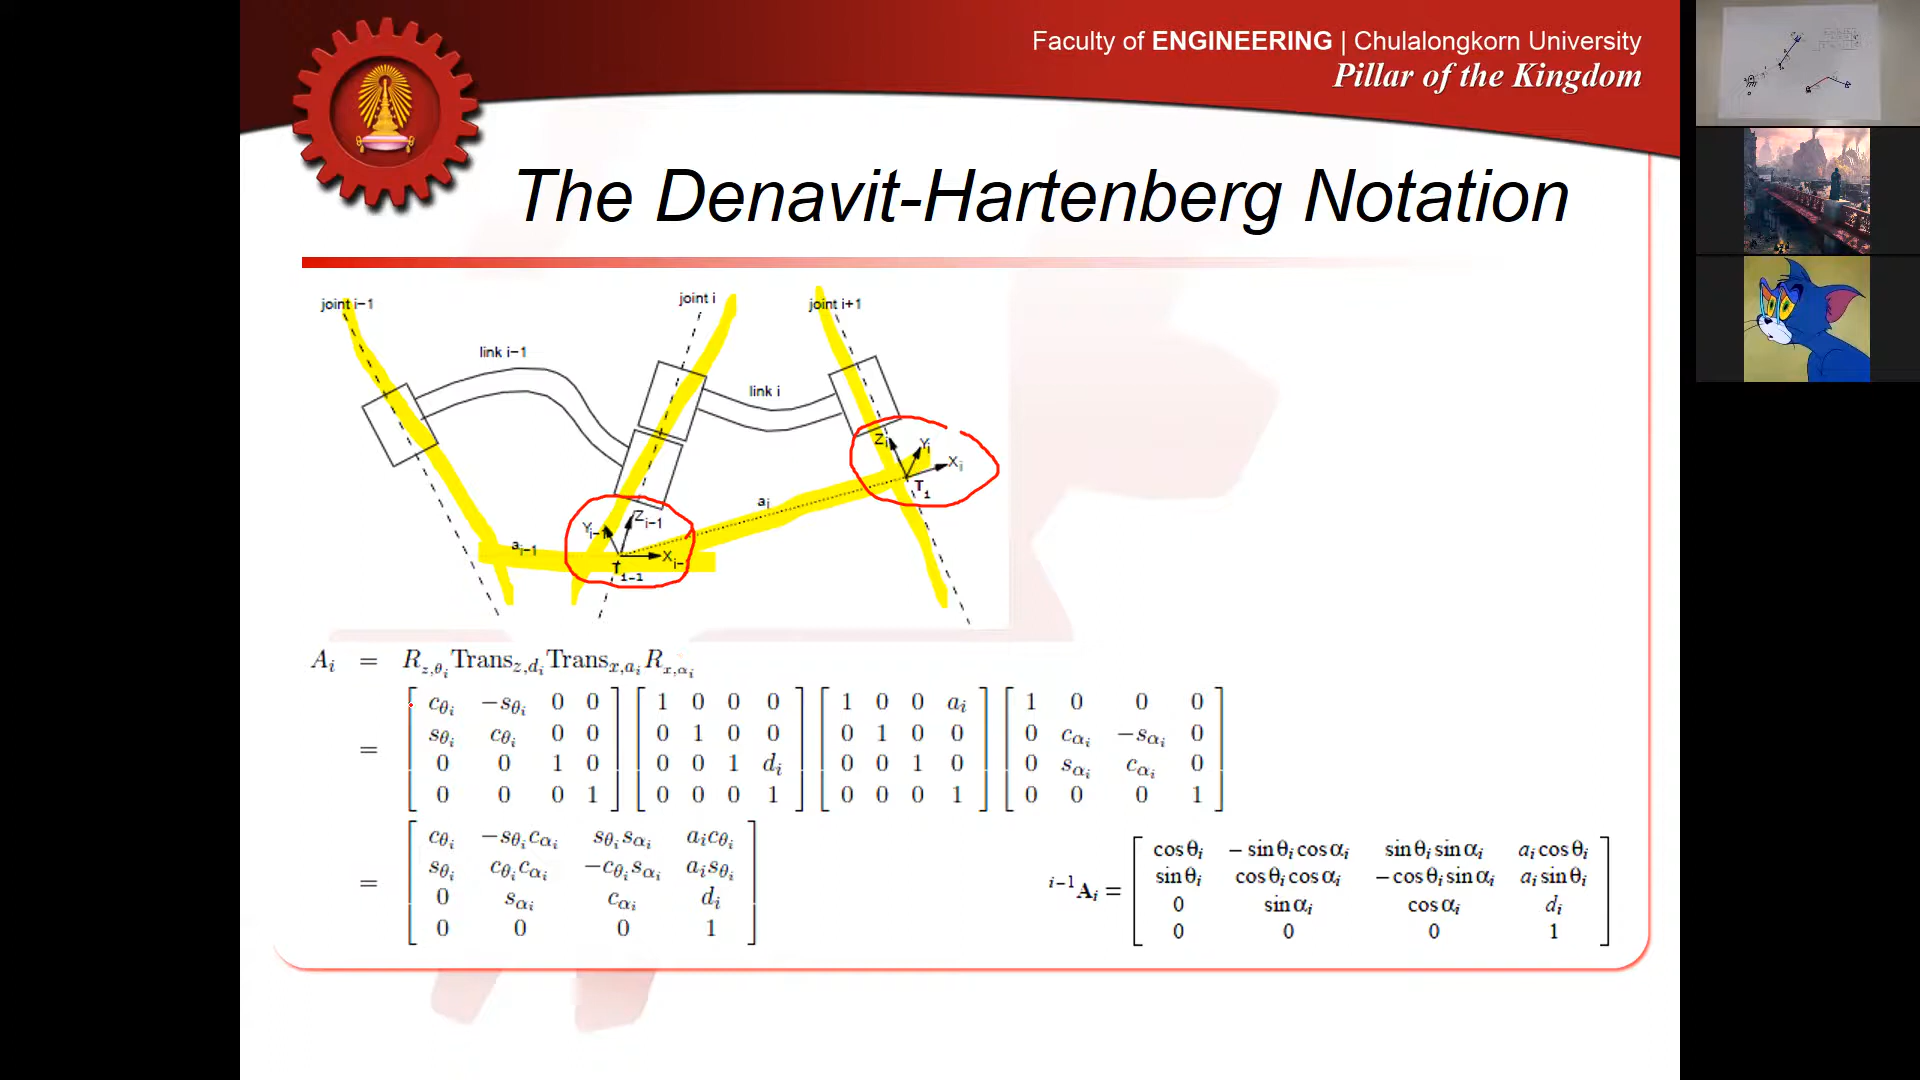 Faculty of ENGINEERING | Chulalongkorn University
Pillar of the Kingdom
The Denavit-Hartenberg Notation
joint i−1
joint i
joint i+1
link i−1
link i
Z_i
Y_i
X_i
T_i
a_i
Y_i−1
Z_i−1
X_i−
a_i−1
T_i−1
A_i = R_z,θ_i Trans_z,d_i Trans_x,a_i R_x,α_i
= [ c_θi −s_θi 0 0 ] [ 1 0 0 0 ] [ 1 0 0 a_i ] [ 1 0 0 0 ]
[ s_θi c_θi 0 0 ] [ 0 1 0 0 ] [ 0 1 0 0 ] [ 0 c_αi −s_αi 0 ]
[ 0 0 1 0 ] [ 0 0 1 d_i ] [ 0 0 1 0 ] [ 0 s_αi c_αi 0 ]
[ 0 0 0 1 ] [ 0 0 0 1 ] [ 0 0 0 1 ] [ 0 0 0 1 ]
= [ c_θi −s_θi c_αi s_θi s_αi a_i c_θi ]
[ s_θi c_θi c_αi −c_θi s_αi a_i s_θi ]
[ 0 s_αi c_αi d_i ]
[ 0 0 0 1 ]
i−1 A_i = [ cos θ_i − sin θ_i cos α_i sin θ_i sin α_i a_i cos θ_i ]
[ sin θ_i cos θ_i cos α_i − cos θ_i sin α_i a_i sin θ_i ]
[ 0 sin α_i cos α_i d_i ]
[ 0 0 0 1 ]